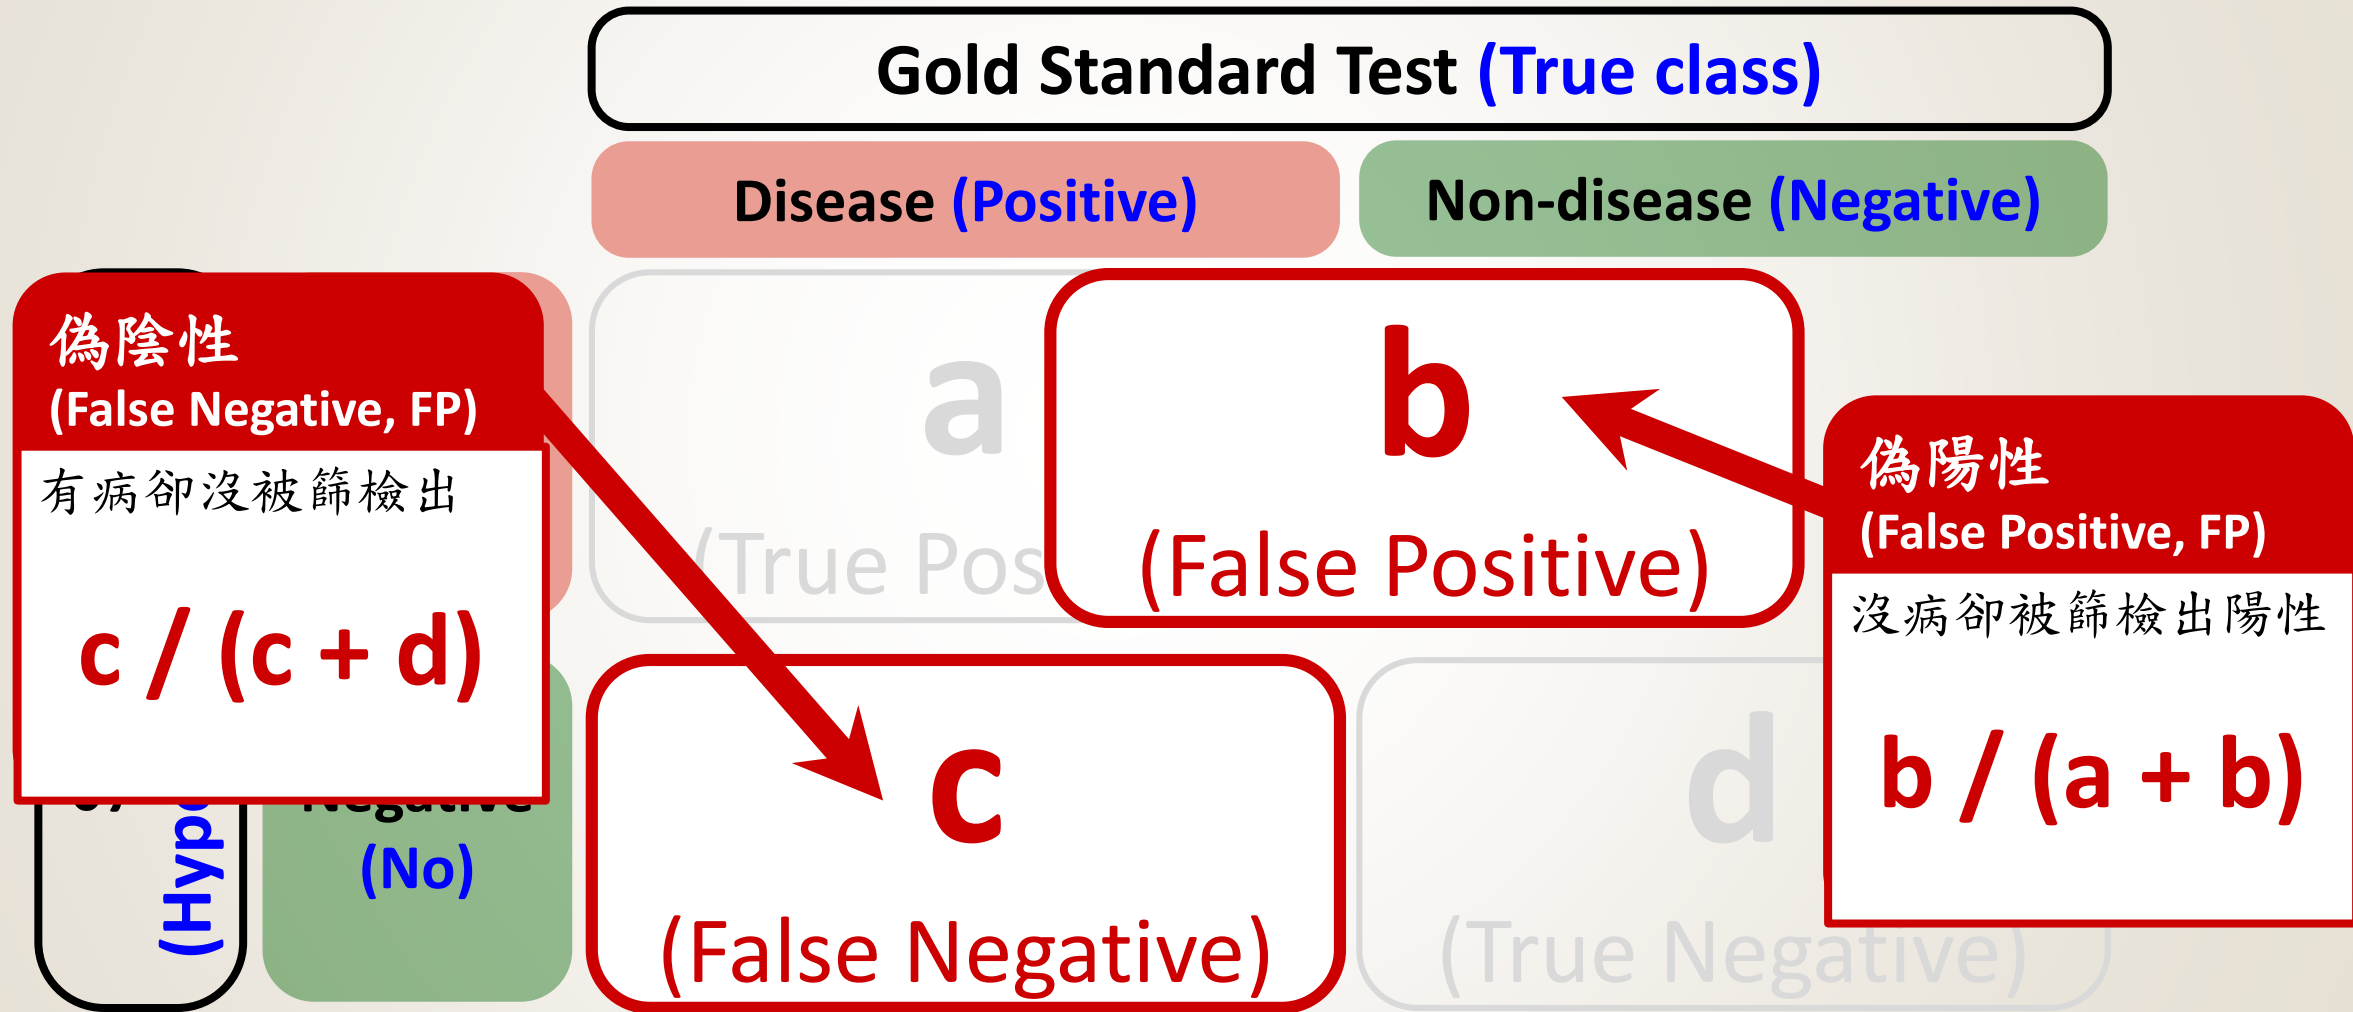 Gold Standard Test (True class)
Disease (Positive)
Non-disease (Negative)
偽陰性
(False Negative, FP)
有病卻沒被篩檢出
c / (c + d)
a
(True Pos
b
(False Positive)
偽陽性
(False Positive, FP)
沒病卻被篩檢出陽性
b / (a + b)
(Hyp
Negative
(No)
c
(False Negative)
d
(True Negative)